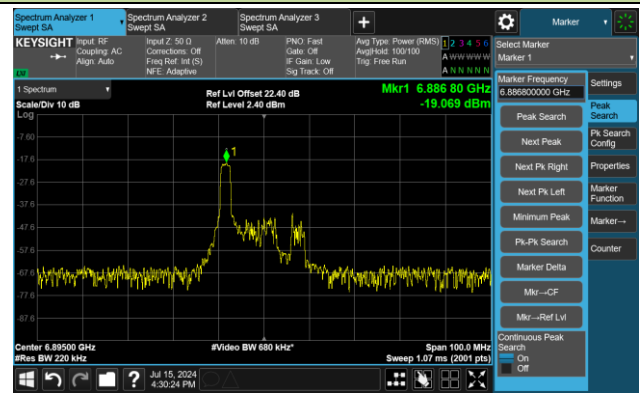 Spectrum Analyzer 1
Swept SA
Spectrum Analyzer 2
Swept SA
Spectrum Analyzer 3
Swept SA
+
Marker
KEYSIGHT
Input: RF
Coupling: AC
Align: Auto
Input Z: 50 Ω
Corrections: Off
Freq Ref: Int (S)
NFE: Adaptive
Atten: 10 dB
PNO: Fast
Gate: Off
IF Gain: Low
Sig Track: Off
Avg Type: Power (RMS)
Avg|Hold: 100/100
Trig: Free Run
1 2 3 4 5 6
A W W W W W
A N N N N N
Select Marker
Marker 1
LXI
1 Spectrum
Scale/Div 10 dB
Log
Ref Lvl Offset 22.40 dB
Ref Level 2.40 dBm
Mkr1 6.886 80 GHz
-19.069 dBm
1
-7.60
-17.6
-27.6
-37.6
-47.6
-57.6
-67.6
-77.6
-87.6
Center 6.89500 GHz
#Res BW 220 kHz
#Video BW 680 kHz*
Span 100.0 MHz
Sweep 1.07 ms (2001 pts)
Marker Frequency
6.886800000 GHz
Peak Search
Next Peak
Next Pk Right
Next Pk Left
Minimum Peak
Pk-Pk Search
Marker Delta
Mkr→CF
Mkr→Ref Lvl
Continuous Peak
Search
On
Off
Settings
Peak
Search
Pk Search
Config
Properties
Marker
Function
Marker→
Counter
?
Jul 15, 2024
4:30:24 PM